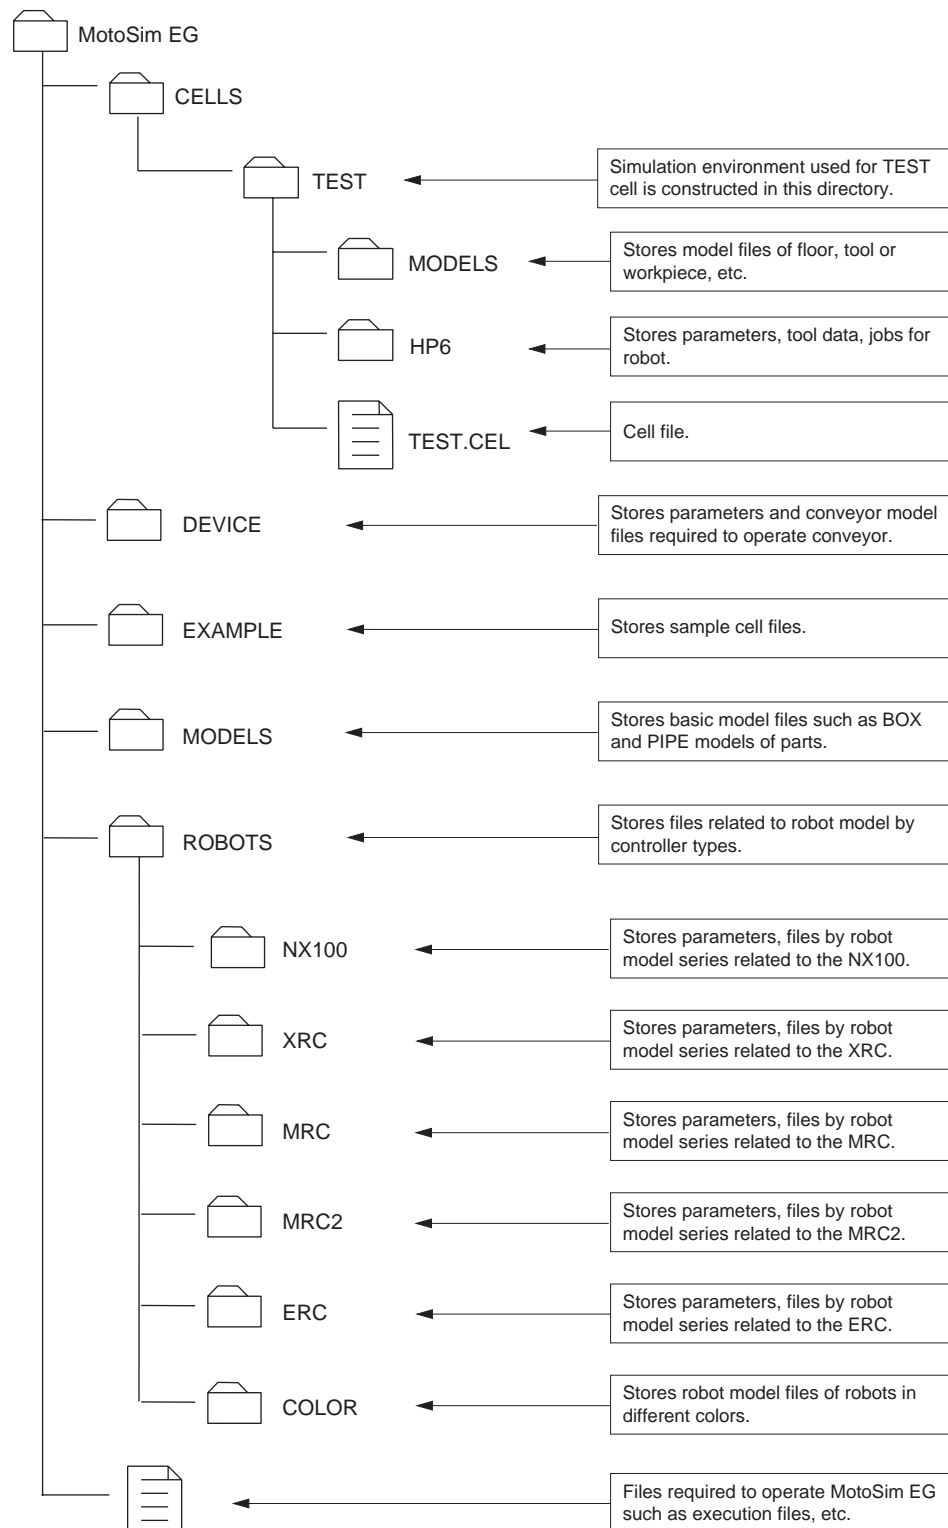 MotoSim EG
CELLS
TEST
Simulation environment used for TEST
cell is constructed in this directory.
MODELS
Stores model files of floor, tool or
workpiece, etc.
HP6
Stores parameters, tool data, jobs for
robot.
TEST.CEL
Cell file.
DEVICE
Stores parameters and conveyor model
files required to operate conveyor.
EXAMPLE
Stores sample cell files.
MODELS
Stores basic model files such as BOX
and PIPE models of parts.
ROBOTS
Stores files related to robot model by
controller types.
NX100
Stores parameters, files by robot
model series related to the NX100.
XRC
Stores parameters, files by robot
model series related to the XRC.
MRC
Stores parameters, files by robot
model series related to the MRC.
MRC2
Stores parameters, files by robot
model series related to the MRC2.
ERC
Stores parameters, files by robot
model series related to the ERC.
COLOR
Stores robot model files of robots in
different colors.
Files required to operate MotoSim EG
such as execution files, etc.